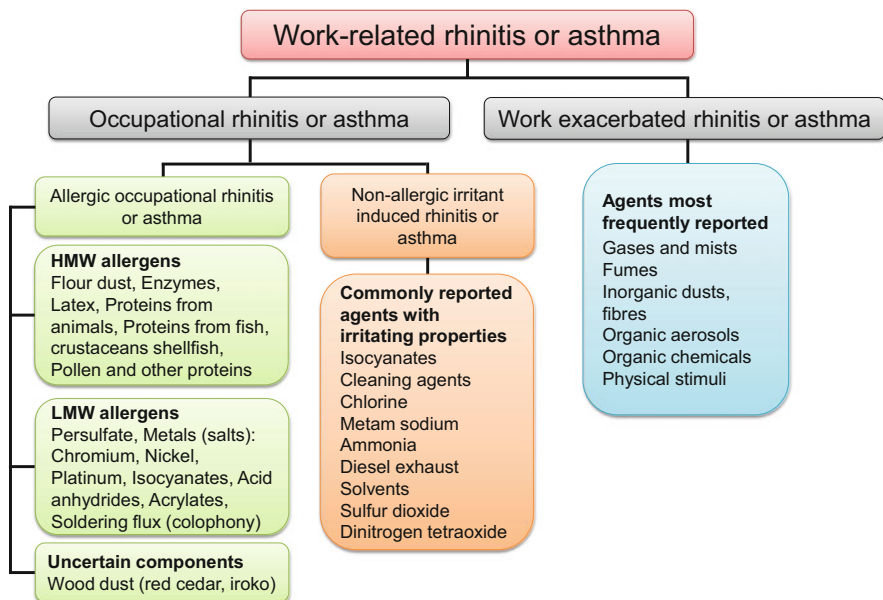 Work-related rhinitis or asthma
Occupational rhinitis or asthma
Work exacerbated rhinitis or asthma
Allergic occupational rhinitis
or asthma
HMW allergens
Flour dust, Enzymes,
Latex, Proteins from
animals, Proteins from fish,
crustaceans shellfish,
Pollen and other proteins
LMW allergens
Persulfate, Metals (salts):
Chromium, Nickel,
Platinum, Isocyanates, Acid
anhydrides, Acrylates,
Soldering flux (colophony)
Uncertain components
Wood dust (red cedar, iroko)
Non-allergic irritant
induced rhinitis or
asthma
Commonly reported
agents with
irritating properties
Isocyanates
Cleaning agents
Chlorine
Metam sodium
Ammonia
Diesel exhaust
Solvents
Sulfur dioxide
Dinitrogen tetraoxide
Agents most
frequently reported
Gases and mists
Fumes
Inorganic dusts,
fibres
Organic aerosols
Organic chemicals
Physical stimuli